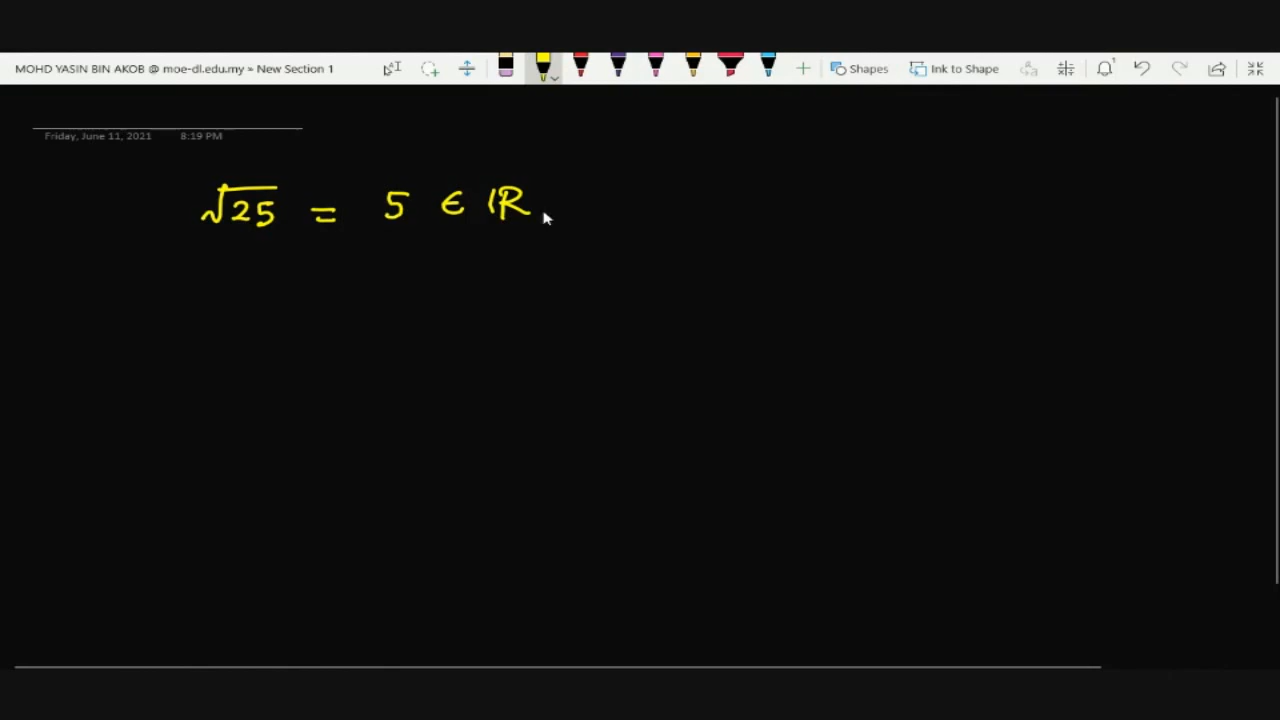 MOHD YASIN BIN AKOB @ moe-dl.edu.my » New Section 1
Shapes
Ink to Shape
Friday, June 11, 2021 8:19 PM
√25 = 5 ∈ ℝ